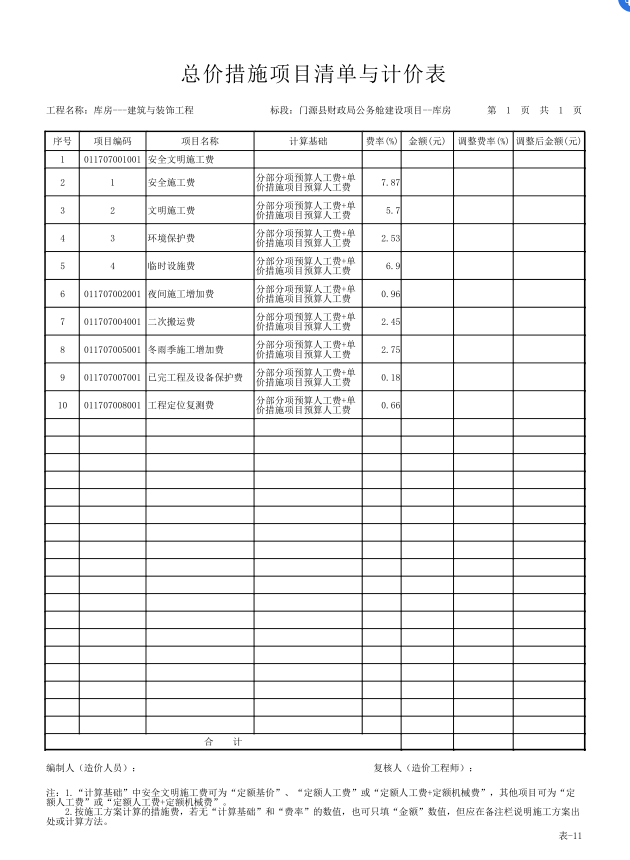 总价措施项目清单与计价表
工程名称：库房---建筑与装饰工程 标段：门源县财政局公务舱建设项目--库房 第 1 页 共 1 页
序号 项目编码 项目名称 计算基础 费率(%) 金额(元) 调整费率(%) 调整后金额(元)
1 011707001001 安全文明施工费
2 1 安全施工费 分部分项预算人工费+单
价措施项目预算人工费 7.87
3 2 文明施工费 分部分项预算人工费+单
价措施项目预算人工费 5.7
4 3 环境保护费 分部分项预算人工费+单
价措施项目预算人工费 2.53
5 4 临时设施费 分部分项预算人工费+单
价措施项目预算人工费 6.9
6 011707002001 夜间施工增加费 分部分项预算人工费+单
价措施项目预算人工费 0.96
7 011707004001 二次搬运费 分部分项预算人工费+单
价措施项目预算人工费 2.45
8 011707005001 冬雨季施工增加费 分部分项预算人工费+单
价措施项目预算人工费 2.75
9 011707007001 已完工程及设备保护费 分部分项预算人工费+单
价措施项目预算人工费 0.18
10 011707008001 工程定位复测费 分部分项预算人工费+单
价措施项目预算人工费 0.66
合 计
编制人（造价人员）： 复核人（造价工程师）：
注：1.“计算基础”中安全文明施工费可为“定额基价”、“定额人工费”或“定额人工费+定额机械费”，其他项目可为“定
额人工费”或“定额人工费+定额机械费”。
2.按施工方案计算的措施费，若无“计算基础”和“费率”的数值，也可只填“金额”数值，但应在备注栏说明施工方案出
处或计算方法。
表-11